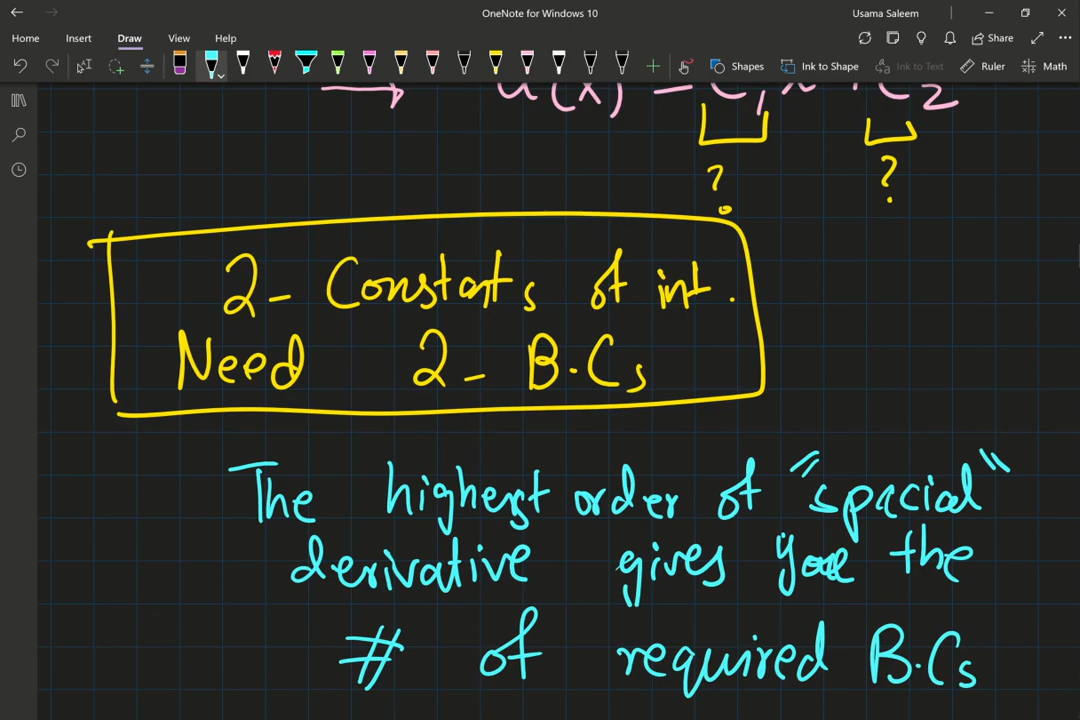 OneNote for Windows 10
Usama Saleem
Home Insert Draw View Help
Share
Shapes Ink to Shape Ink to Text Ruler Math
u(x) = C₁x + C₂
? ?
2- Constants of int.
Need 2- B.Cs
The highest order of "spacial"
derivative gives you the
# of required B.Cs